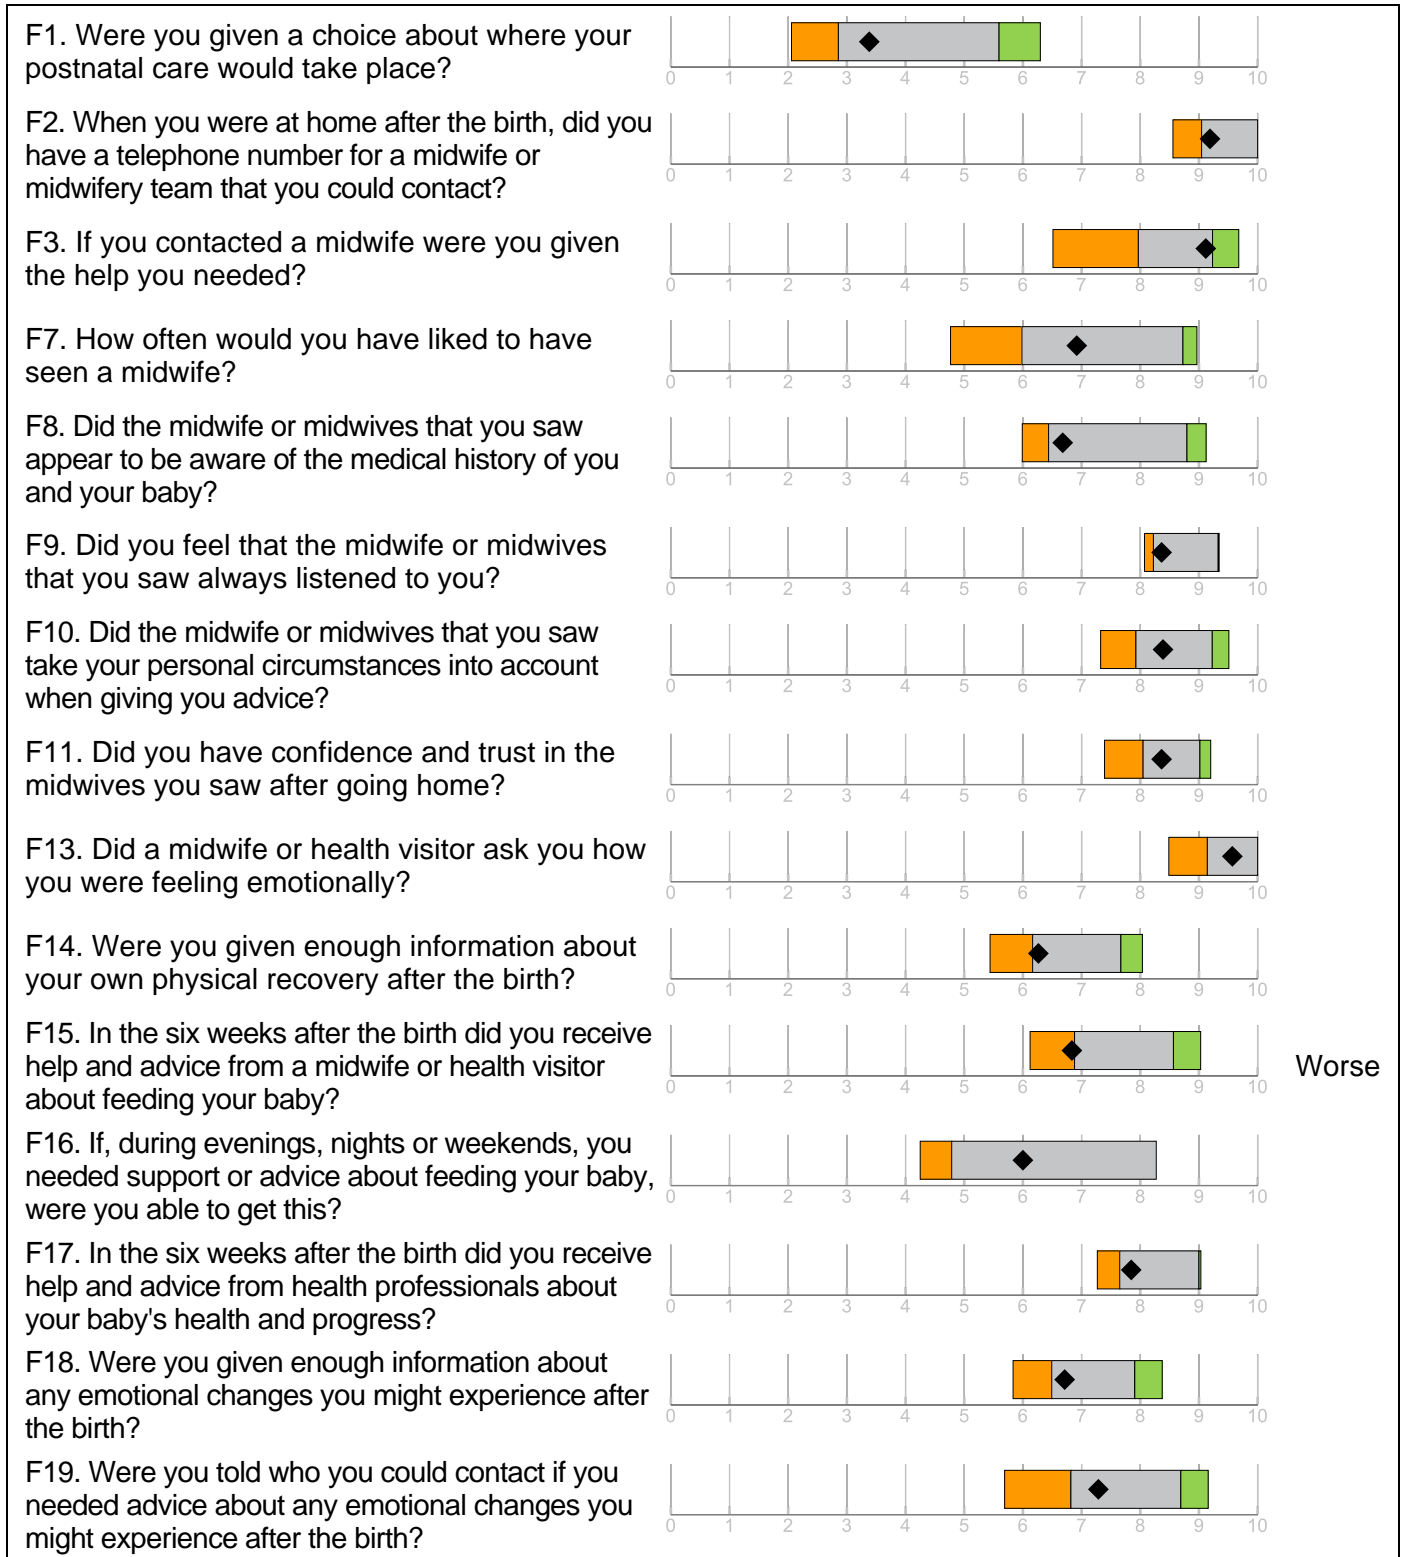 F1. Were you given a choice about where your
postnatal care would take place?
0 1 2 3 4 5 6 7 8 9 10
F2. When you were at home after the birth, did you
have a telephone number for a midwife or
midwifery team that you could contact?
0 1 2 3 4 5 6 7 8 9 10
F3. If you contacted a midwife were you given
the help you needed?
0 1 2 3 4 5 6 7 8 9 10
F7. How often would you have liked to have
seen a midwife?
0 1 2 3 4 5 6 7 8 9 10
F8. Did the midwife or midwives that you saw
appear to be aware of the medical history of you
and your baby?
0 1 2 3 4 5 6 7 8 9 10
F9. Did you feel that the midwife or midwives
that you saw always listened to you?
0 1 2 3 4 5 6 7 8 9 10
F10. Did the midwife or midwives that you saw
take your personal circumstances into account
when giving you advice?
0 1 2 3 4 5 6 7 8 9 10
F11. Did you have confidence and trust in the
midwives you saw after going home?
0 1 2 3 4 5 6 7 8 9 10
F13. Did a midwife or health visitor ask you how
you were feeling emotionally?
0 1 2 3 4 5 6 7 8 9 10
F14. Were you given enough information about
your own physical recovery after the birth?
0 1 2 3 4 5 6 7 8 9 10
F15. In the six weeks after the birth did you receive
help and advice from a midwife or health visitor
about feeding your baby?
0 1 2 3 4 5 6 7 8 9 10
Worse
F16. If, during evenings, nights or weekends, you
needed support or advice about feeding your baby,
were you able to get this?
0 1 2 3 4 5 6 7 8 9 10
F17. In the six weeks after the birth did you receive
help and advice from health professionals about
your baby's health and progress?
0 1 2 3 4 5 6 7 8 9 10
F18. Were you given enough information about
any emotional changes you might experience after
the birth?
0 1 2 3 4 5 6 7 8 9 10
F19. Were you told who you could contact if you
needed advice about any emotional changes you
might experience after the birth?
0 1 2 3 4 5 6 7 8 9 10